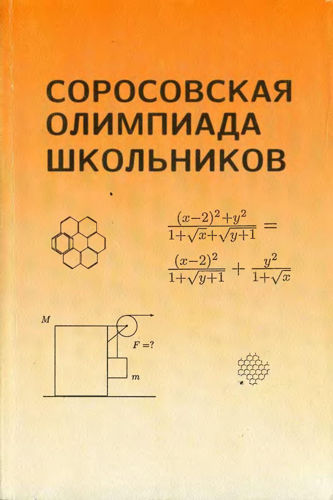 СОРОСОВСКАЯ
ОЛИМПИАДА
ШКОЛЬНИКОВ
(x−2)²+y² / 1+√x+√y+1 =
(x−2)² / 1+√y+1 + y² / 1+√x
M
F=?
m